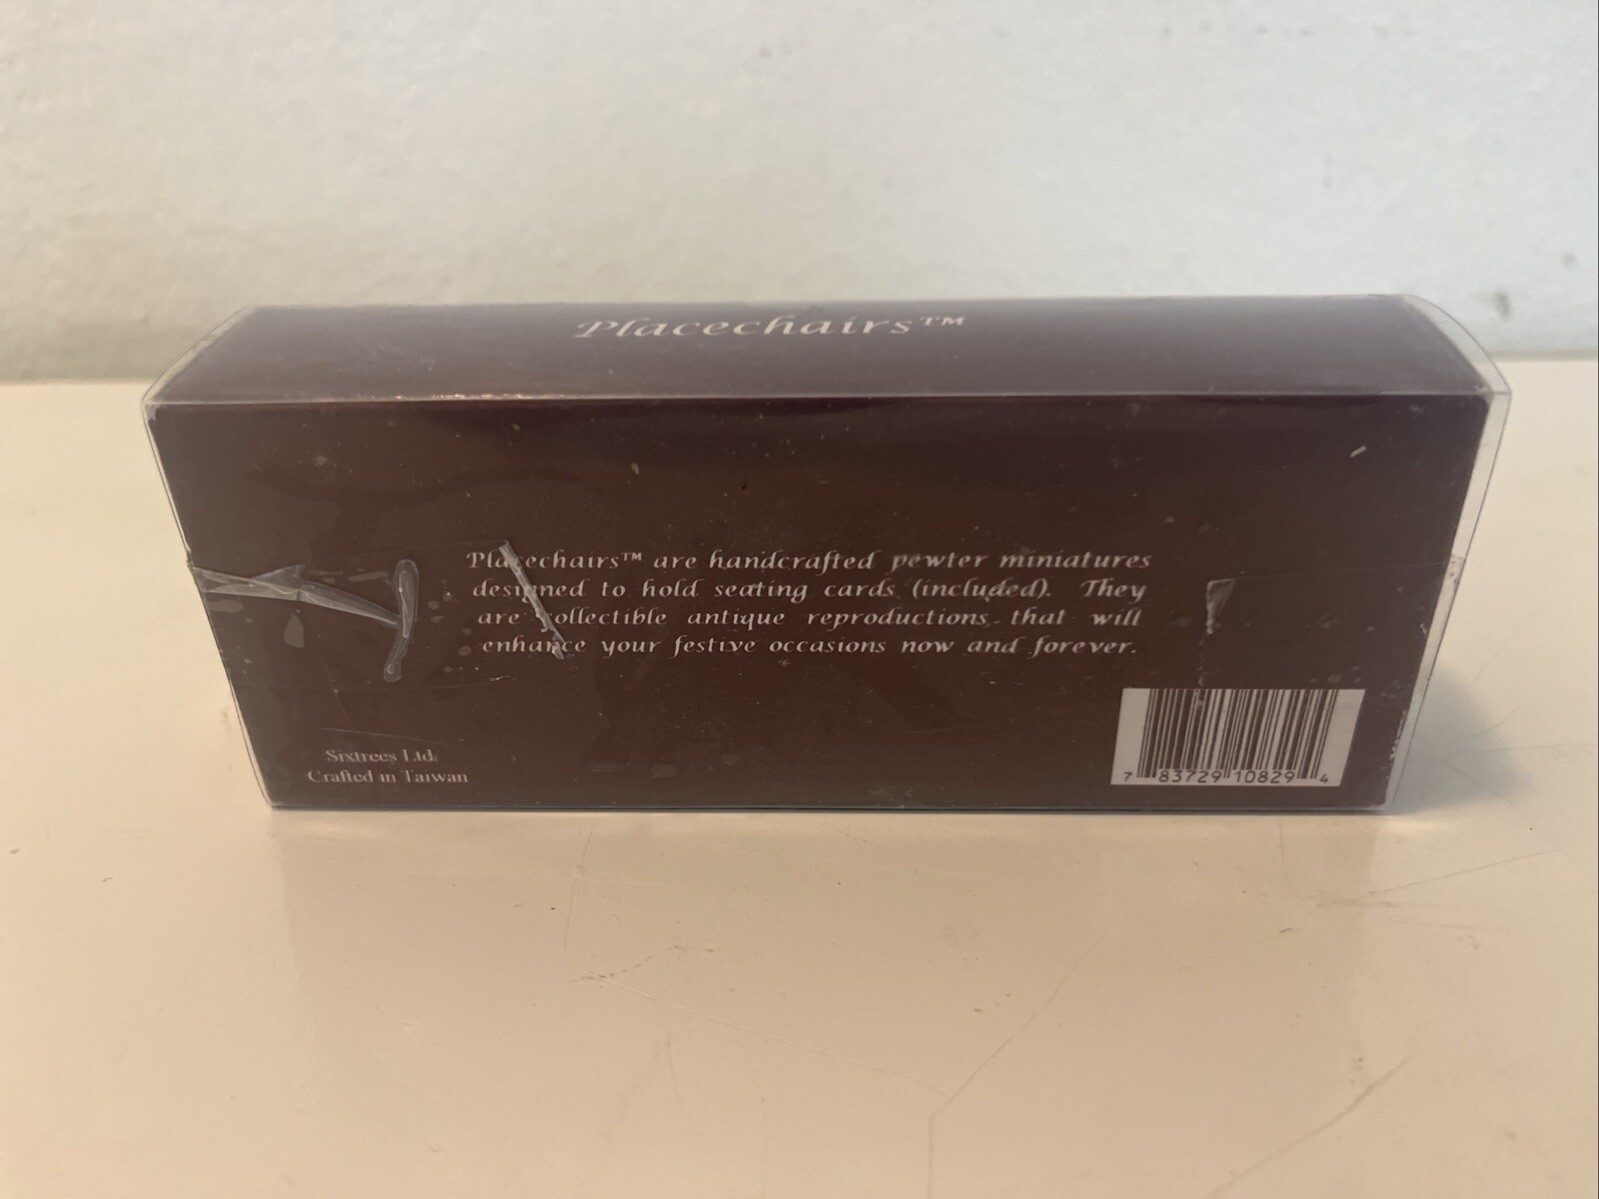 Placechairs™
Placechairs™ are handcrafted pewter miniatures
designed to hold seating cards (included). They
are collectible antique reproductions that will
enhance your festive occasions now and forever.
Sixtrees Ltd.
Crafted in Taiwan
7 83729 10829 4